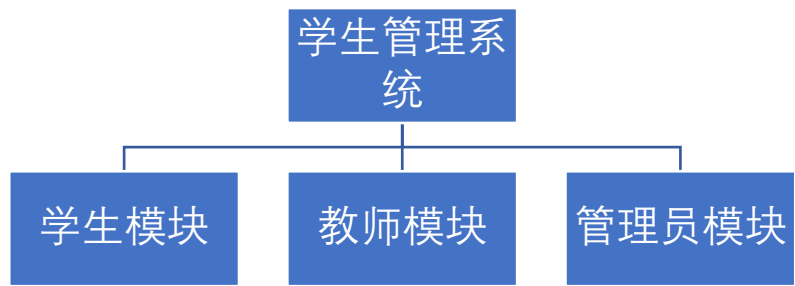 学生管理系
统
学生模块
教师模块
管理员模块